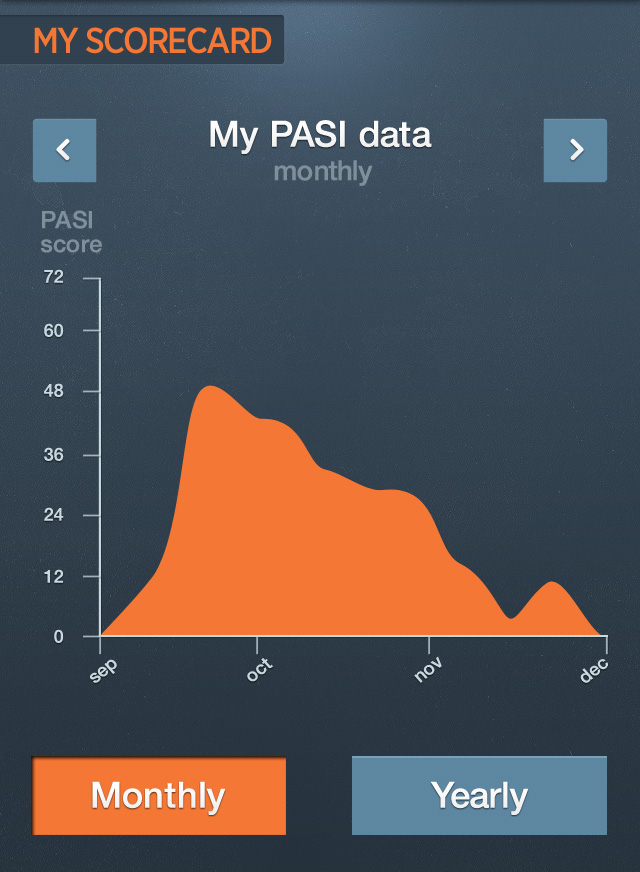 MY SCORECARD
My PASI data
monthly
PASI
score
72
60
48
36
24
12
0
sep
oct
nov
dec
Monthly
Yearly